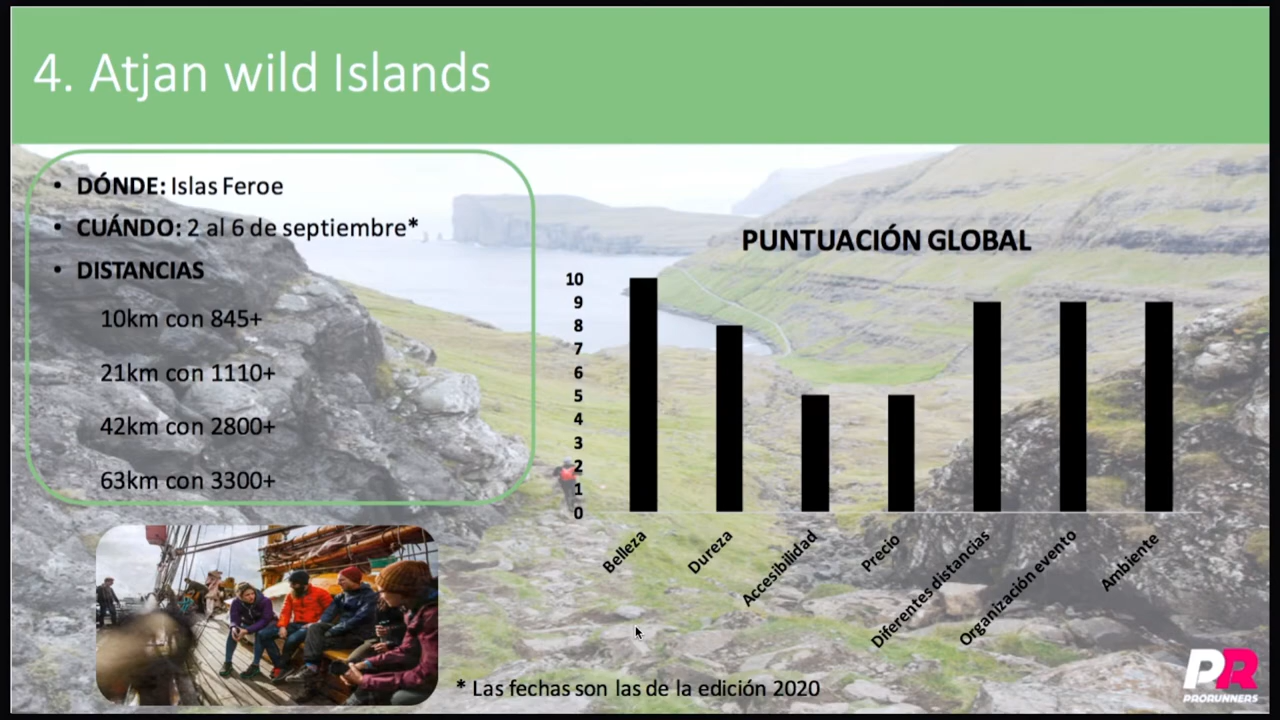 4. Atjan wild Islands
• DÓNDE: Islas Feroe
• CUÁNDO: 2 al 6 de septiembre*
• DISTANCIAS
10km con 845+
21km con 1110+
42km con 2800+
63km con 3300+
PUNTUACIÓN GLOBAL
10
9
8
7
6
5
4
3
2
1
0
Belleza
Dureza
Accesibilidad
Precio
Diferentes distancias
Organización evento
Ambiente
* Las fechas son las de la edición 2020
PR
PRORUNNERS